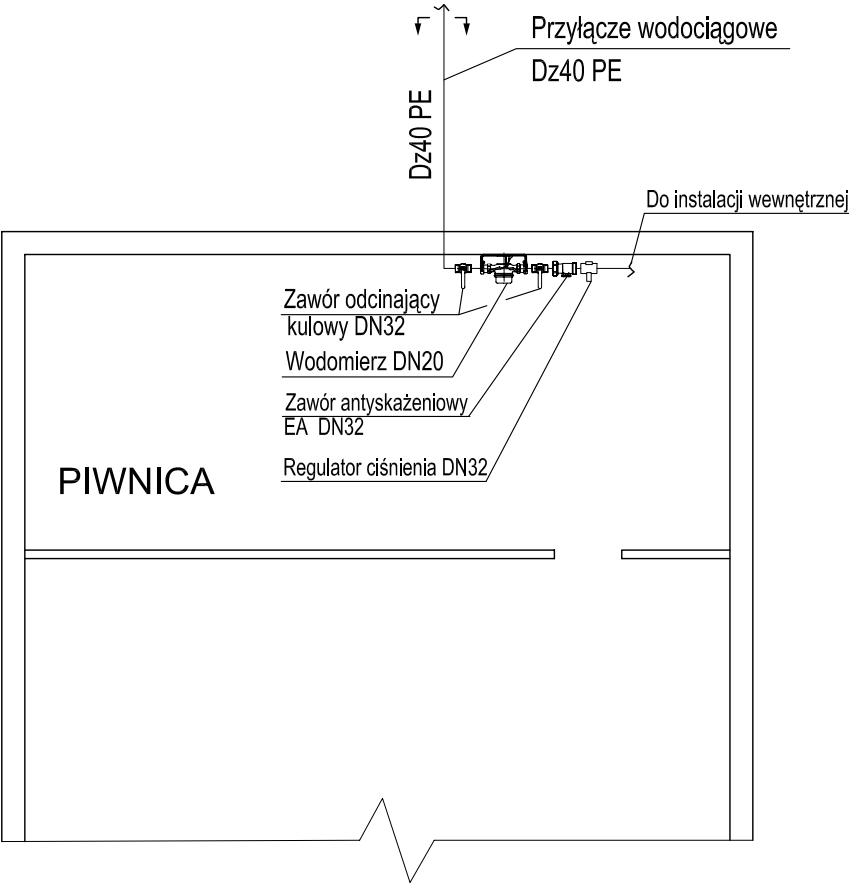 Przyłącze wodociągowe
Dz40 PE
Dz40 PE
Do instalacji wewnętrznej
Zawór odcinający
kulowy DN32
Wodomierz DN20
Zawór antyskażeniowy
EA DN32
Regulator ciśnienia DN32
PIWNICA